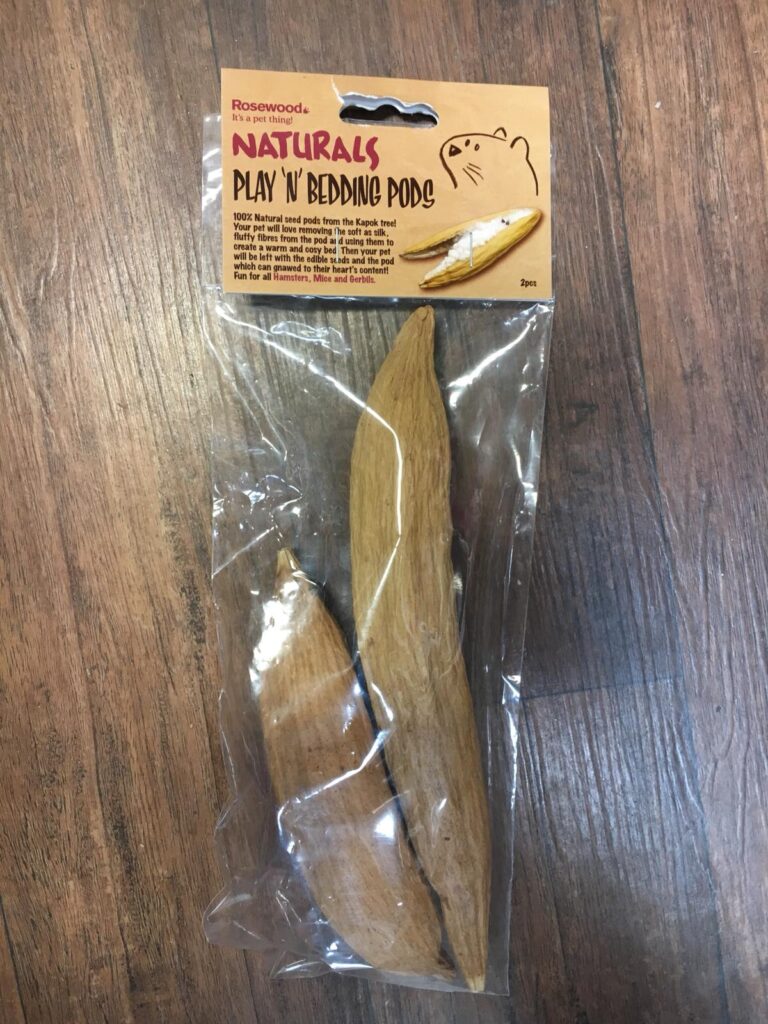 Rosewood
It's a pet thing!
NATURALS
PLAY 'N' BEDDING PODS
100% Natural seed pods from the Kapok tree!
Your pet will love removing the soft as silk,
fluffy fibres from the pod and using them to
create a warm and cosy bed. Then your pet
will be left with the edible seeds and the pod
which can gnawed to their heart's content!
Fun for all Hamsters, Mice and Gerbils.
2pcs